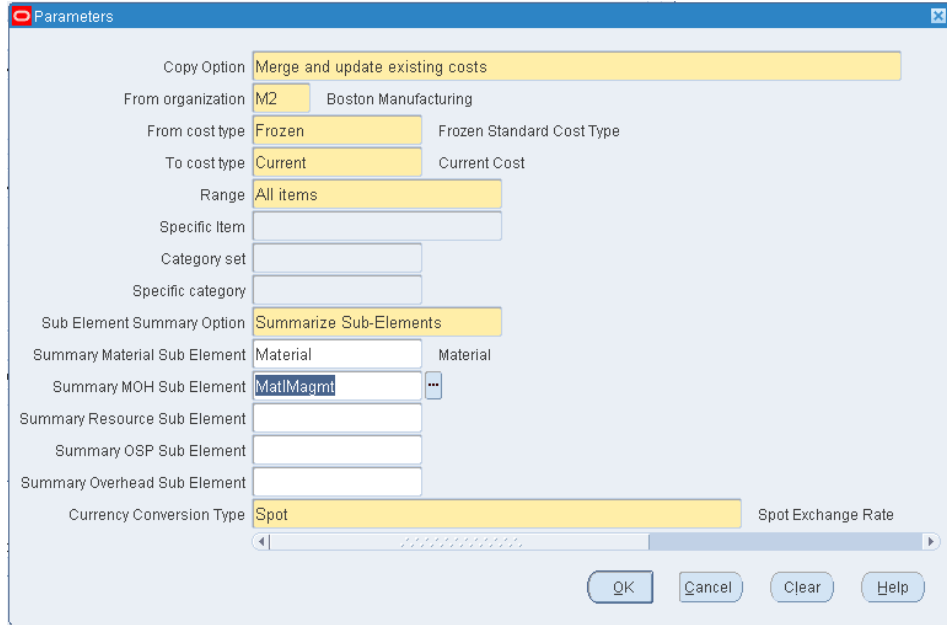 Parameters
Copy Option Merge and update existing costs
From organization M2 Boston Manufacturing
From cost type Frozen Frozen Standard Cost Type
To cost type Current Current Cost
Range All items
Specific Item
Category set
Specific category
Sub Element Summary Option Summarize Sub-Elements
Summary Material Sub Element Material Material
Summary MOH Sub Element MatlMagmt ...
Summary Resource Sub Element
Summary OSP Sub Element
Summary Overhead Sub Element
Currency Conversion Type Spot Spot Exchange Rate
OK Cancel Clear Help